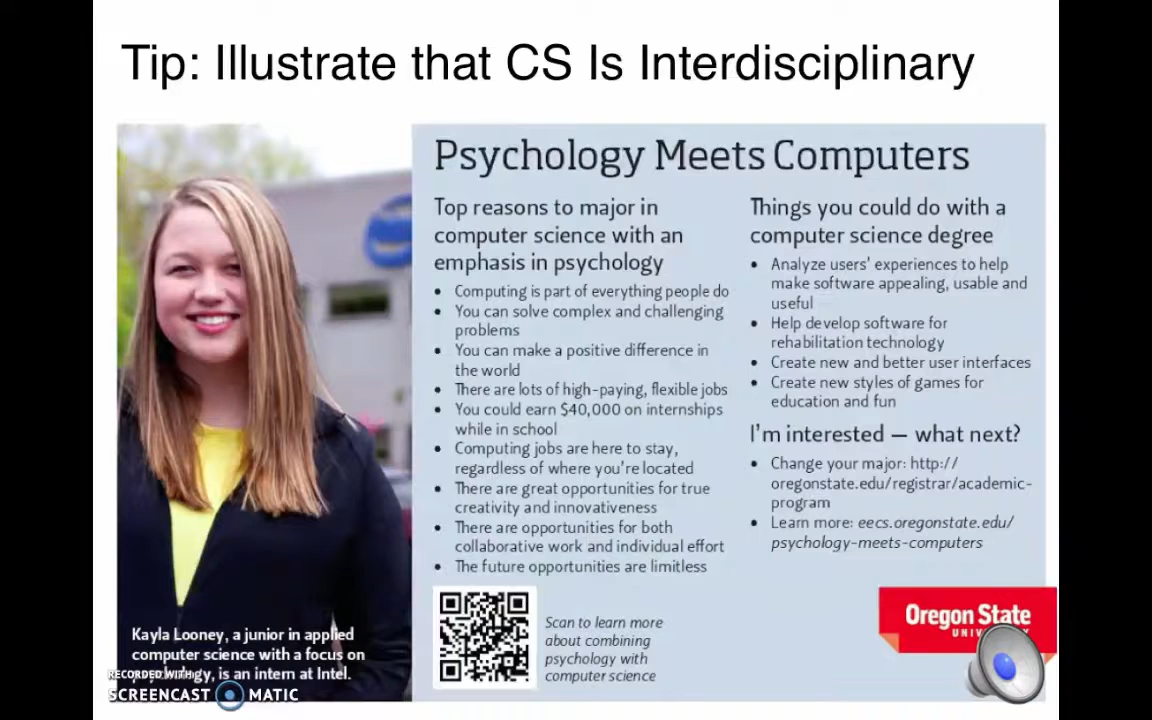 Tip: Illustrate that CS Is Interdisciplinary
Psychology Meets Computers
Top reasons to major in
computer science with an
emphasis in psychology
• Computing is part of everything people do
• You can solve complex and challenging
problems
• You can make a positive difference in
the world
• There are lots of high-paying, flexible jobs
• You could earn $40,000 on internships
while in school
• Computing jobs are here to stay,
regardless of where you're located
• There are great opportunities for true
creativity and innovativeness
• There are opportunities for both
collaborative work and individual effort
• The future opportunities are limitless
Things you could do with a
computer science degree
• Analyze users' experiences to help
make software appealing, usable and
useful
• Help develop software for
rehabilitation technology
• Create new and better user interfaces
• Create new styles of games for
education and fun
I'm interested — what next?
• Change your major: http://
oregonstate.edu/registrar/academic-
program
• Learn more: eecs.oregonstate.edu/
psychology-meets-computers
Scan to learn more
about combining
psychology with
computer science
Oregon State
Kayla Looney, a junior in applied
computer science with a focus on
is an intern at Intel.
RECORDED WITH
SCREENCAST MATIC